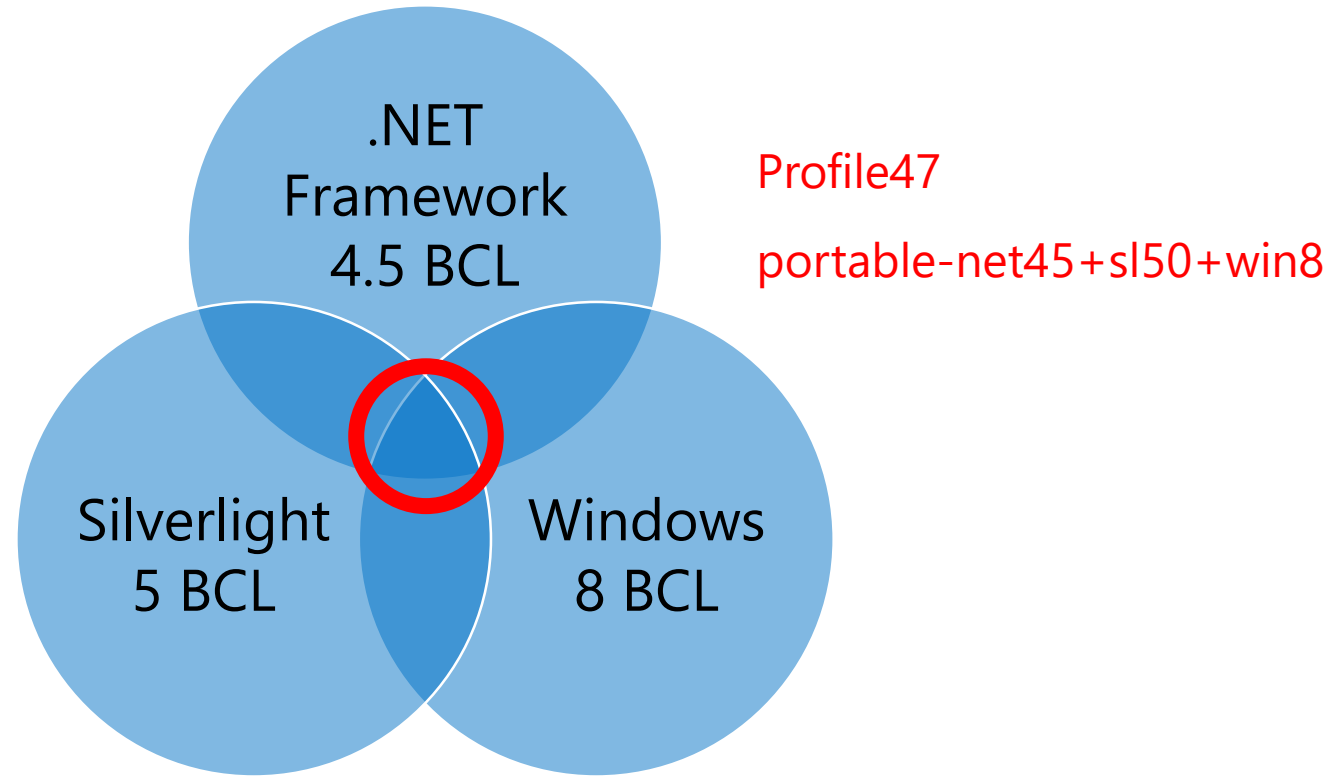 .NET
Framework
4.5 BCL
Profile47
portable-net45+sl50+win8
Silverlight
5 BCL
Windows
8 BCL